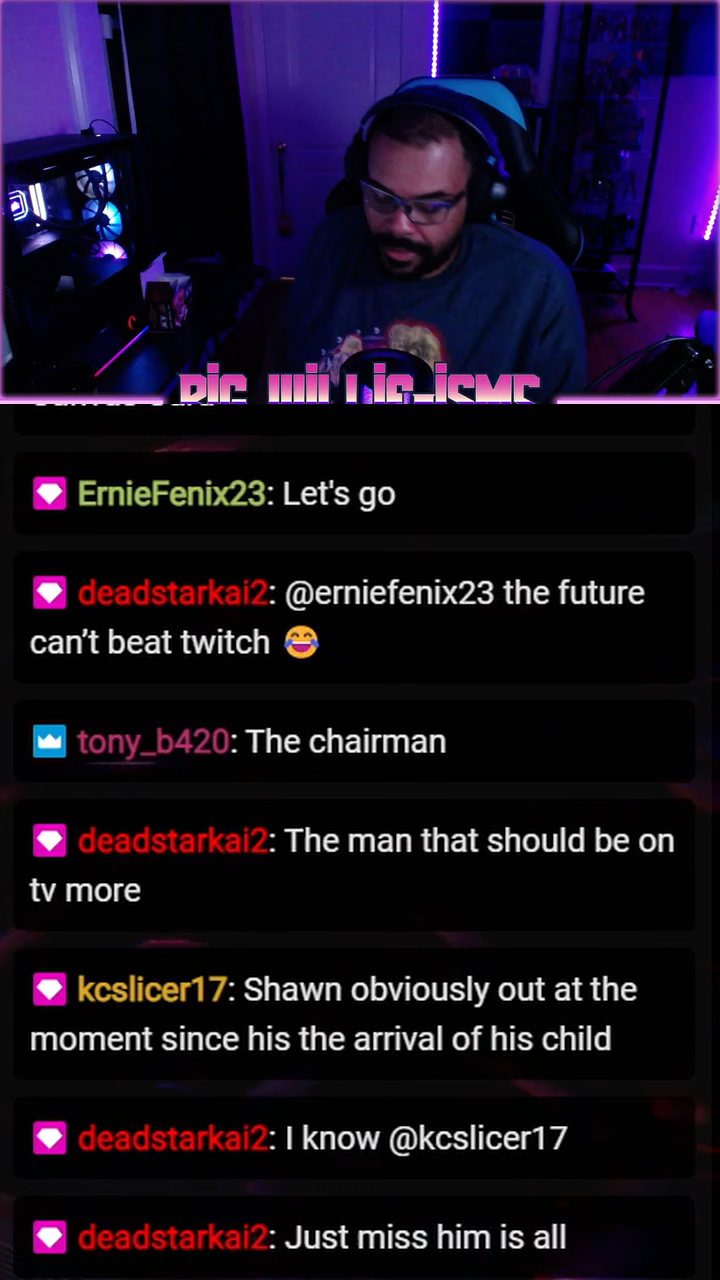 BIG_WILLIE-ISMS
ErnieFenix23: Let's go
deadstarkai2: @erniefenix23 the future
can't beat twitch 😂
tony_b420: The chairman
deadstarkai2: The man that should be on
tv more
kcslicer17: Shawn obviously out at the
moment since his the arrival of his child
deadstarkai2: I know @kcslicer17
deadstarkai2: Just miss him is all